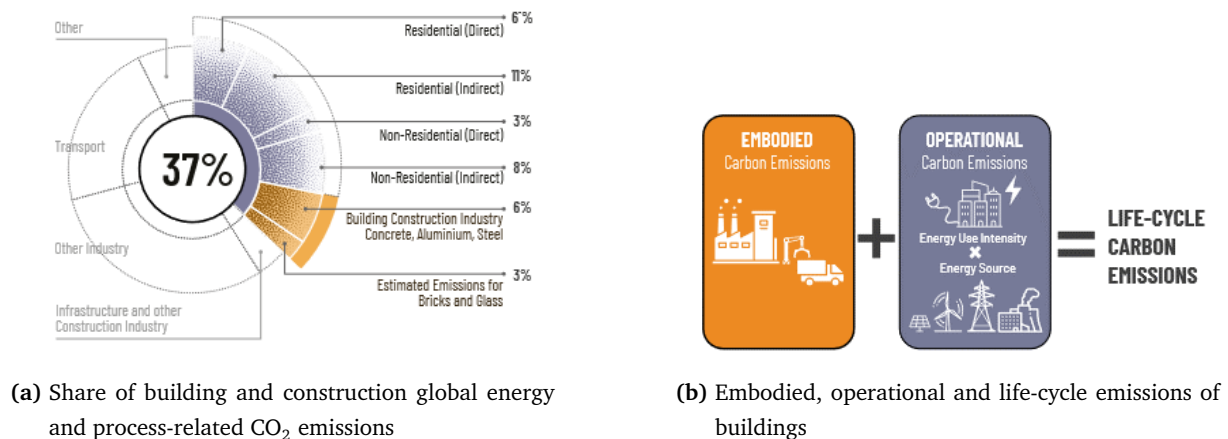 Other
Transport
Other Industry
Infrastructure and other
Construction Industry
37%
6%
Residential (Direct)
11%
Residential (Indirect)
3%
Non-Residential (Direct)
8%
Non-Residential (Indirect)
6%
Building Construction Industry
Concrete, Aluminium, Steel
3%
Estimated Emissions for
Bricks and Glass
(a) Share of building and construction global energy
and process-related CO₂ emissions
EMBODIED
Carbon Emissions
+
OPERATIONAL
Carbon Emissions
Energy Use Intensity
×
Energy Source
=
LIFE-CYCLE
CARBON
EMISSIONS
(b) Embodied, operational and life-cycle emissions of
buildings